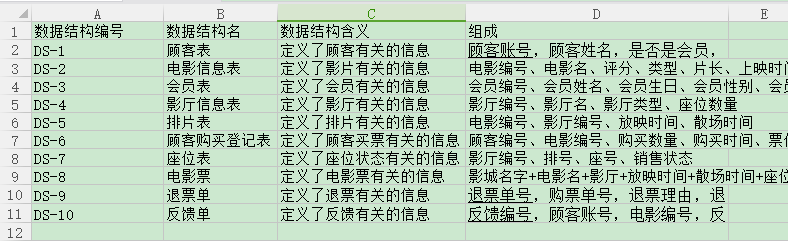 A B C D E
1 数据结构编号 数据结构名 数据结构含义 组成
2 DS-1 顾客表 定义了顾客有关的信息 顾客账号，顾客姓名，是否是会员，
3 DS-2 电影信息表 定义了影片有关的信息 电影编号、电影名、评分、类型、片长、上映时
4 DS-3 会员表 定义了会员有关的信息 会员编号、会员姓名、会员生日、会员性别、会
5 DS-4 影厅信息表 定义了影厅有关的信息 影厅编号、影厅名、影厅类型、座位数量
6 DS-5 排片表 定义了排片有关的信息 电影编号、影厅编号、放映时间、散场时间
7 DS-6 顾客购买登记表 定义了顾客买票有关的信息 顾客编号、电影编号、购买数量、购买时间、票
8 DS-7 座位表 定义了座位状态有关的信息 影厅编号、排号、座号、销售状态
9 DS-8 电影票 定义了电影票有关的信息 影城名字+电影名+影厅+放映时间+散场时间+座
10 DS-9 退票单 定义了退票有关的信息 退票单号，购票单号，退票理由，退
11 DS-10 反馈单 定义了反馈有关的信息 反馈编号，顾客账号，电影编号，反
12